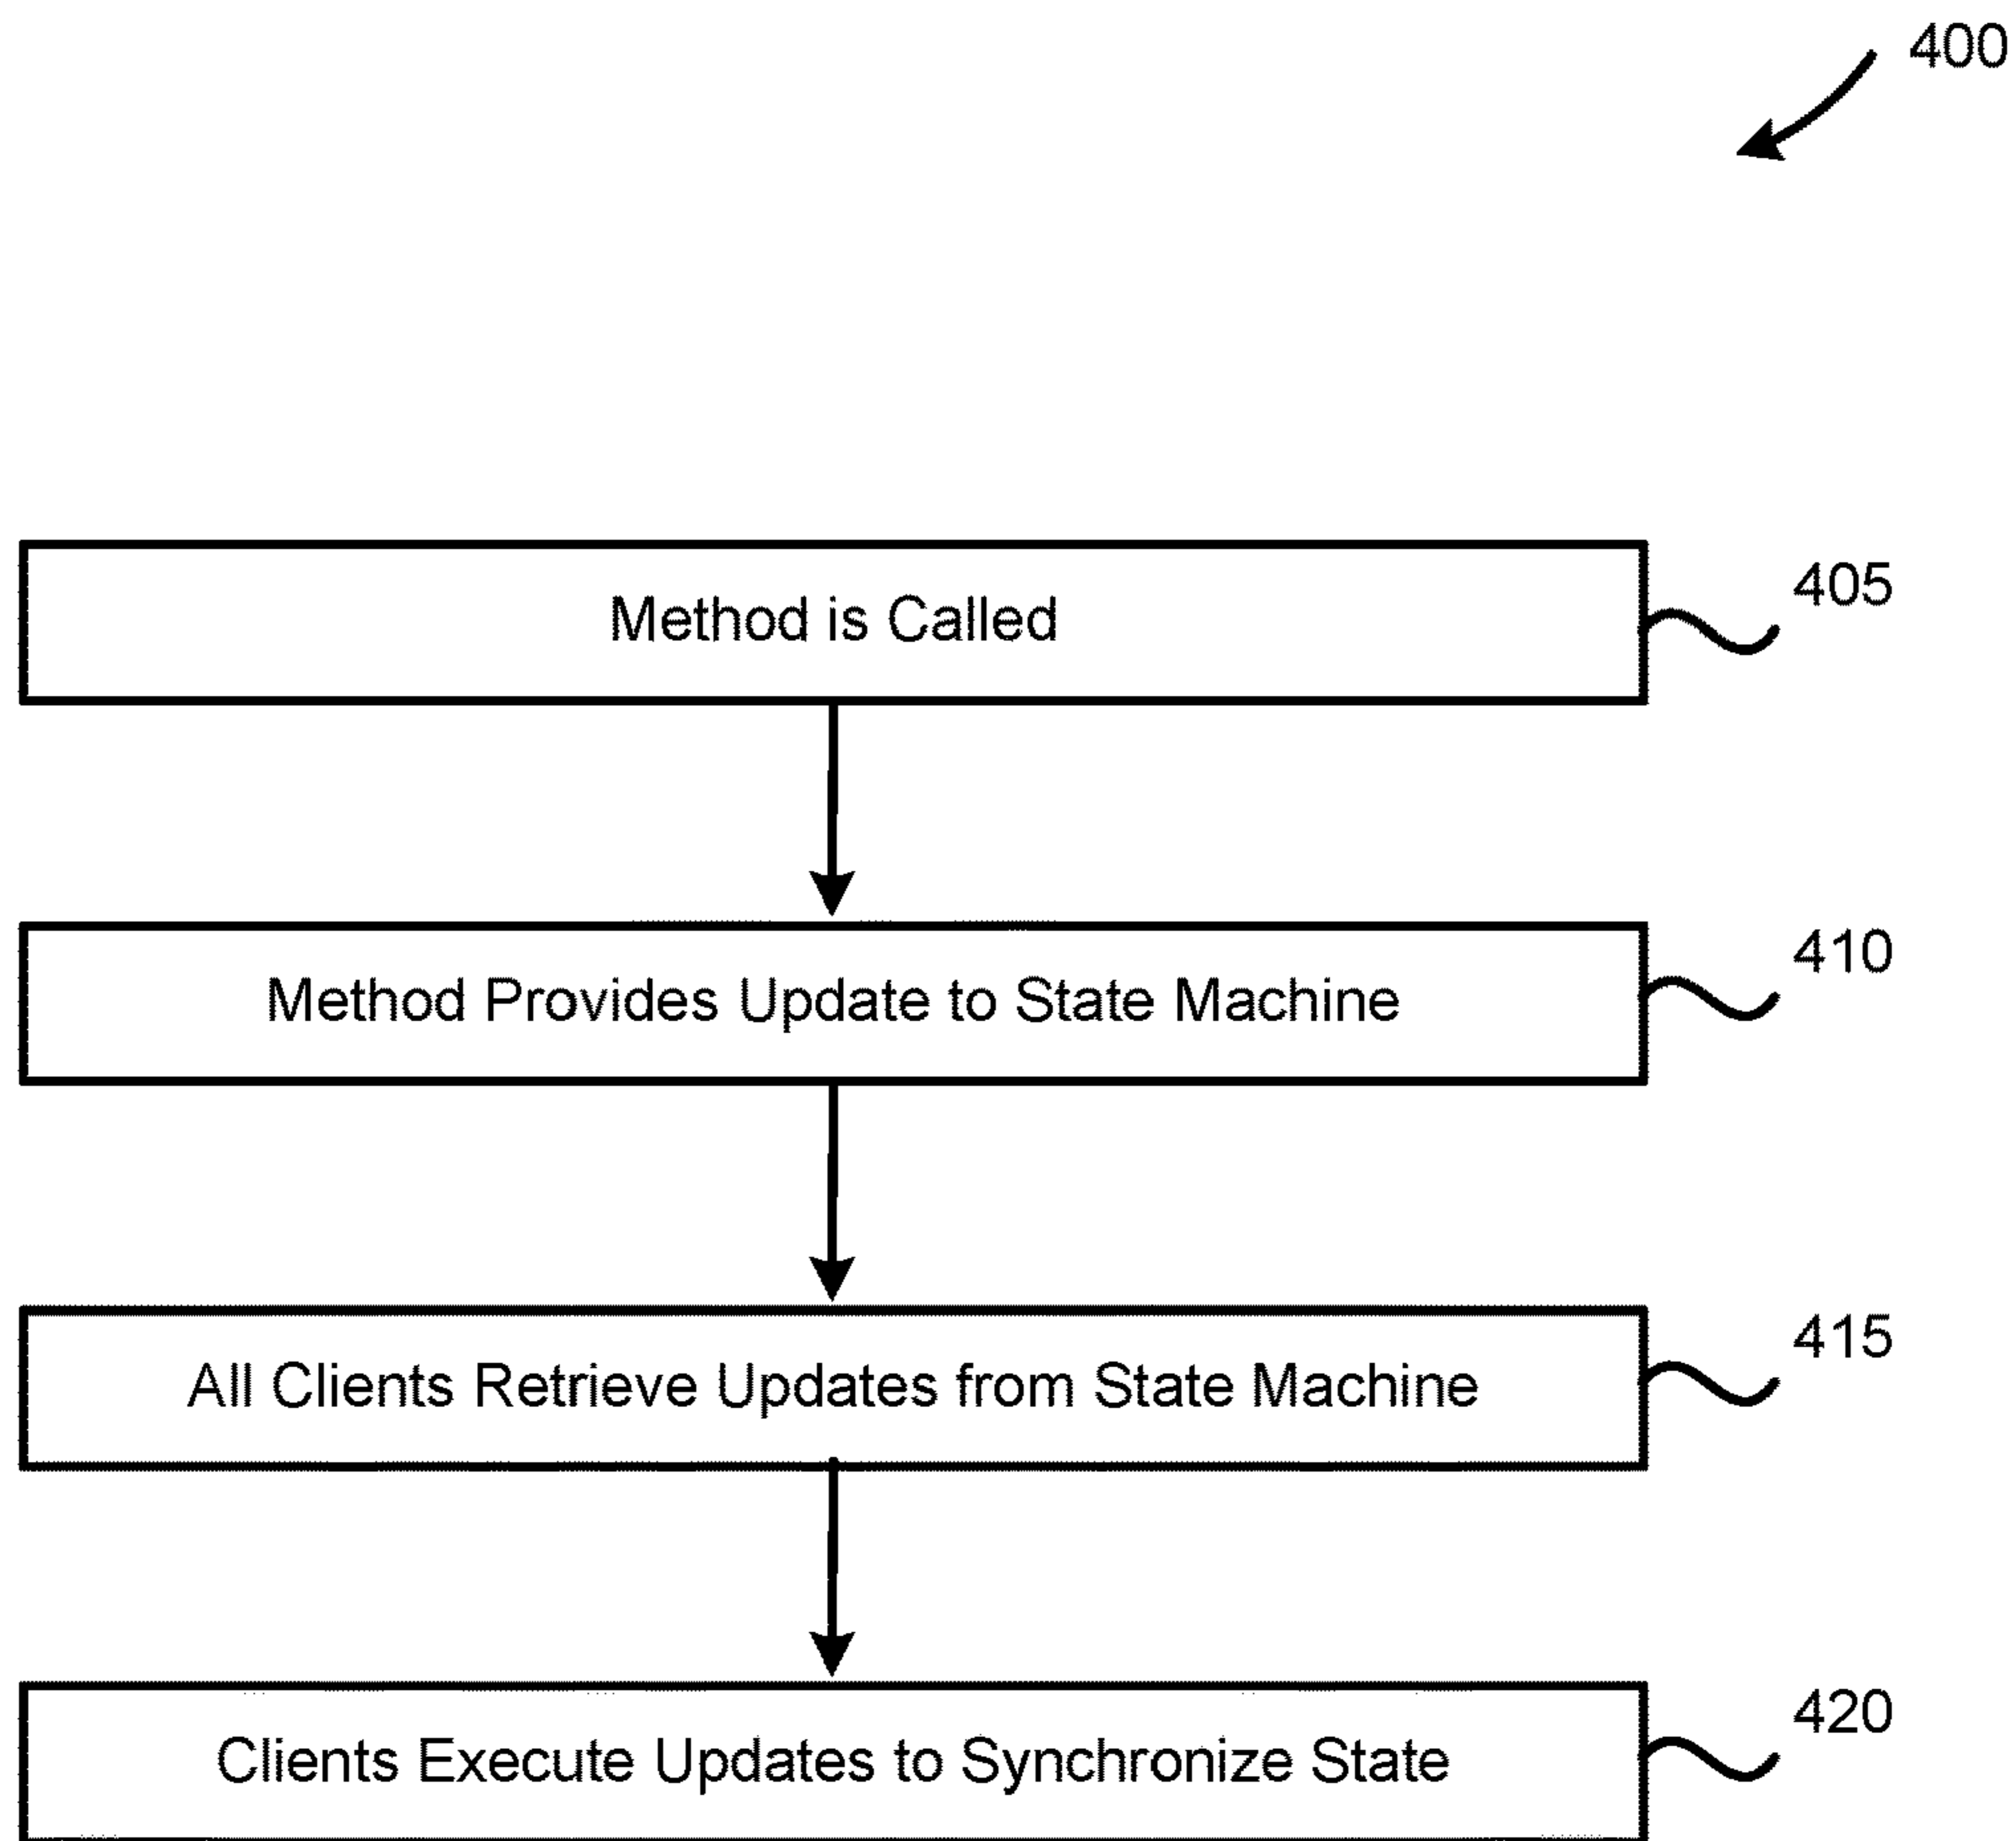 400
Method is Called
405
Method Provides Update to State Machine
410
All Clients Retrieve Updates from State Machine
415
Clients Execute Updates to Synchronize State
420